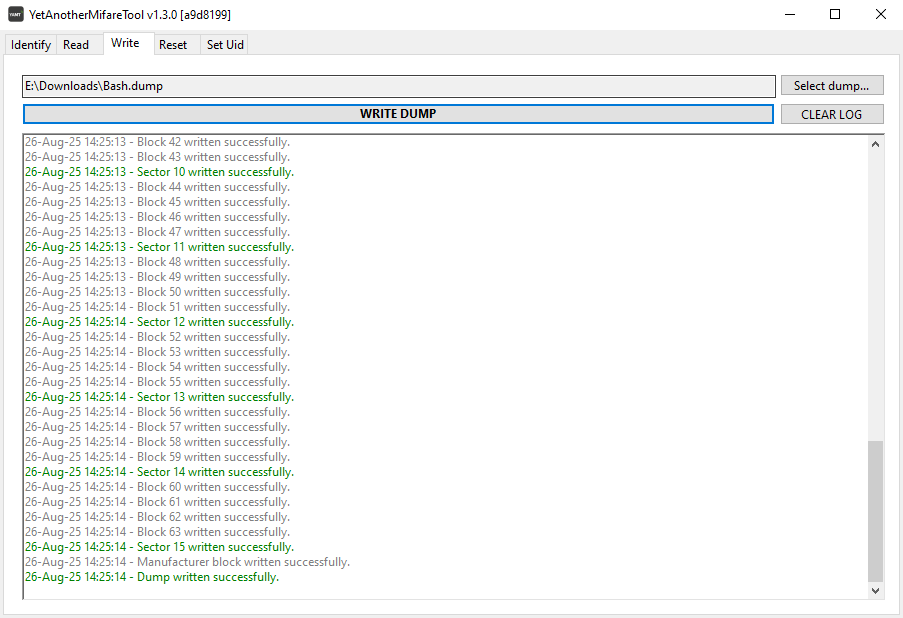 YAMT YetAnotherMifareTool v1.3.0 [a9d8199]
Identify Read Write Reset Set Uid
E:\Downloads\Bash.dump Select dump...
WRITE DUMP CLEAR LOG
26-Aug-25 14:25:13 - Block 42 written successfully.
26-Aug-25 14:25:13 - Block 43 written successfully.
26-Aug-25 14:25:13 - Sector 10 written successfully.
26-Aug-25 14:25:13 - Block 44 written successfully.
26-Aug-25 14:25:13 - Block 45 written successfully.
26-Aug-25 14:25:13 - Block 46 written successfully.
26-Aug-25 14:25:13 - Block 47 written successfully.
26-Aug-25 14:25:13 - Sector 11 written successfully.
26-Aug-25 14:25:13 - Block 48 written successfully.
26-Aug-25 14:25:13 - Block 49 written successfully.
26-Aug-25 14:25:13 - Block 50 written successfully.
26-Aug-25 14:25:14 - Block 51 written successfully.
26-Aug-25 14:25:14 - Sector 12 written successfully.
26-Aug-25 14:25:14 - Block 52 written successfully.
26-Aug-25 14:25:14 - Block 53 written successfully.
26-Aug-25 14:25:14 - Block 54 written successfully.
26-Aug-25 14:25:14 - Block 55 written successfully.
26-Aug-25 14:25:14 - Sector 13 written successfully.
26-Aug-25 14:25:14 - Block 56 written successfully.
26-Aug-25 14:25:14 - Block 57 written successfully.
26-Aug-25 14:25:14 - Block 58 written successfully.
26-Aug-25 14:25:14 - Block 59 written successfully.
26-Aug-25 14:25:14 - Sector 14 written successfully.
26-Aug-25 14:25:14 - Block 60 written successfully.
26-Aug-25 14:25:14 - Block 61 written successfully.
26-Aug-25 14:25:14 - Block 62 written successfully.
26-Aug-25 14:25:14 - Block 63 written successfully.
26-Aug-25 14:25:14 - Sector 15 written successfully.
26-Aug-25 14:25:14 - Manufacturer block written successfully.
26-Aug-25 14:25:14 - Dump written successfully.